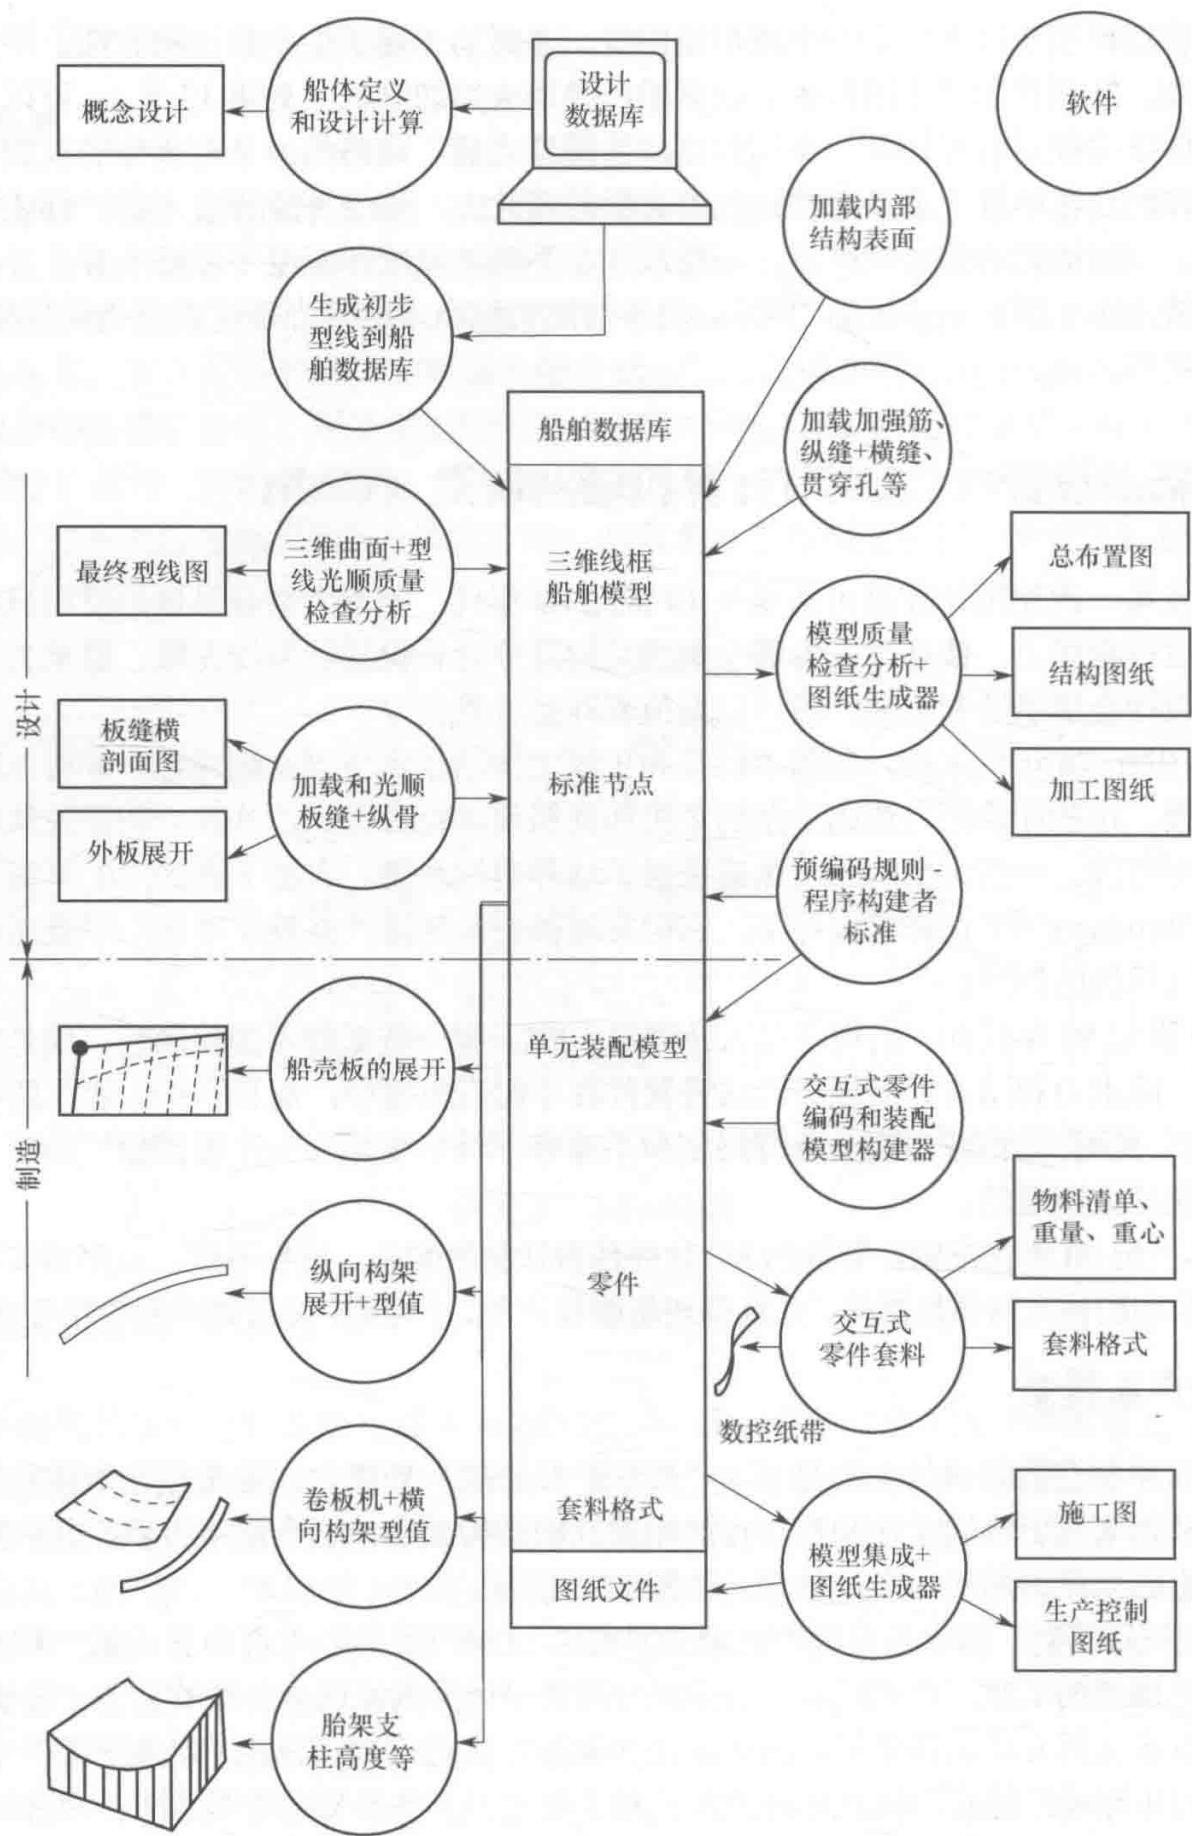 概念设计
船体定义
和设计计算
设计
数据库
软件
加载内部
结构表面
生成初步
型线到船
舶数据库
船舶数据库
加载加强筋、
纵缝+横缝、
贯穿孔等
最终型线图
三维曲面+型
线光顺质量
检查分析
三维线框
船舶模型
总布置图
模型质量
检查分析+
图纸生成器
结构图纸
加工图纸
设计
板缝横
剖面图
外板展开
加载和光顺
板缝+纵骨
标准节点
预编码规则-
程序构建者
标准
制造
船壳板的展开
单元装配模型
交互式零件
编码和装配
模型构建器
物料清单、
重量、重心
纵向构架
展开+型值
零件
交互式
零件套料
套料格式
数控纸带
卷板机+横
向构架型值
套料格式
图纸文件
模型集成+
图纸生成器
施工图
生产控制
图纸
胎架支
柱高度等